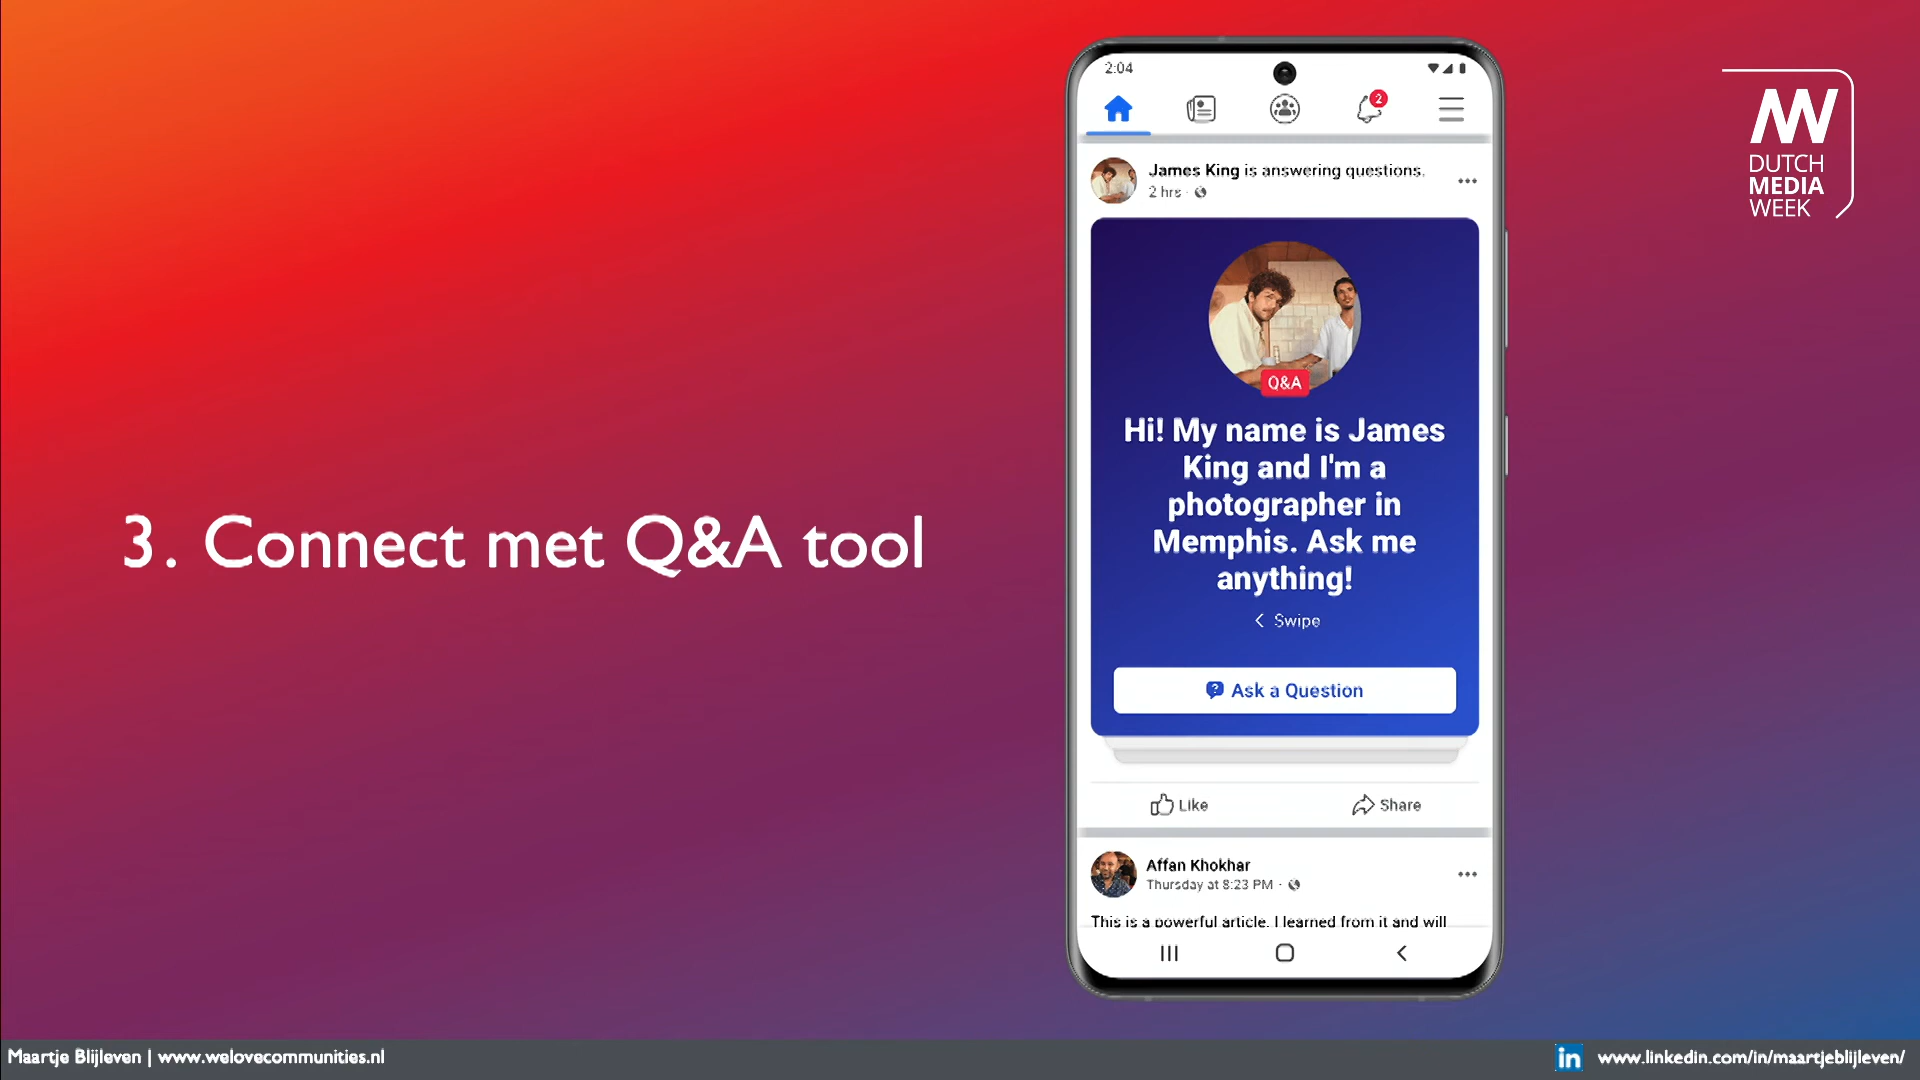 3. Connect met Q&A tool
2:04
2
James King is answering questions.
2 hrs ·
Q&A
Hi! My name is James
King and I'm a
photographer in
Memphis. Ask me
anything!
Swipe
Ask a Question
Like
Share
Affan Khokhar
Thursday at 8:23 PM ·
This is a powerful article. I learned from it and will
DUTCH
MEDIA
WEEK
Maartje Blijleven | www.welovecommunities.nl
in
www.linkedin.com/in/maartjeblijleven/